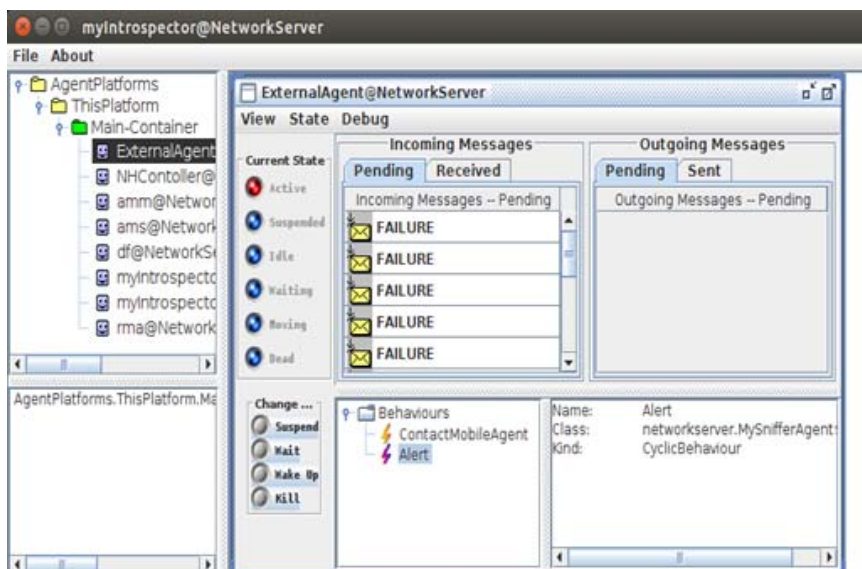 myIntrospector@NetworkServer
File About
AgentPlatforms
ThisPlatform
Main-Container
ExternalAgent
NHContoller@
amm@Networ
ams@Network
df@NetworkSe
myIntrospecto
myIntrospecto
rma@Network
AgentPlatforms.ThisPlatform.Ma
ExternalAgent@NetworkServer
View State Debug
Current State
Active
Suspended
Idle
Waiting
Moving
Dead
Incoming Messages
Pending Received
Incoming Messages -- Pending
FAILURE
FAILURE
FAILURE
FAILURE
FAILURE
Outgoing Messages
Pending Sent
Outgoing Messages -- Pending
Change ...
Suspend
Wait
Wake Up
Kill
Behaviours
ContactMobileAgent
Alert
Name: Alert
Class: networkserver.MySnifferAgent
Kind: CyclicBehaviour